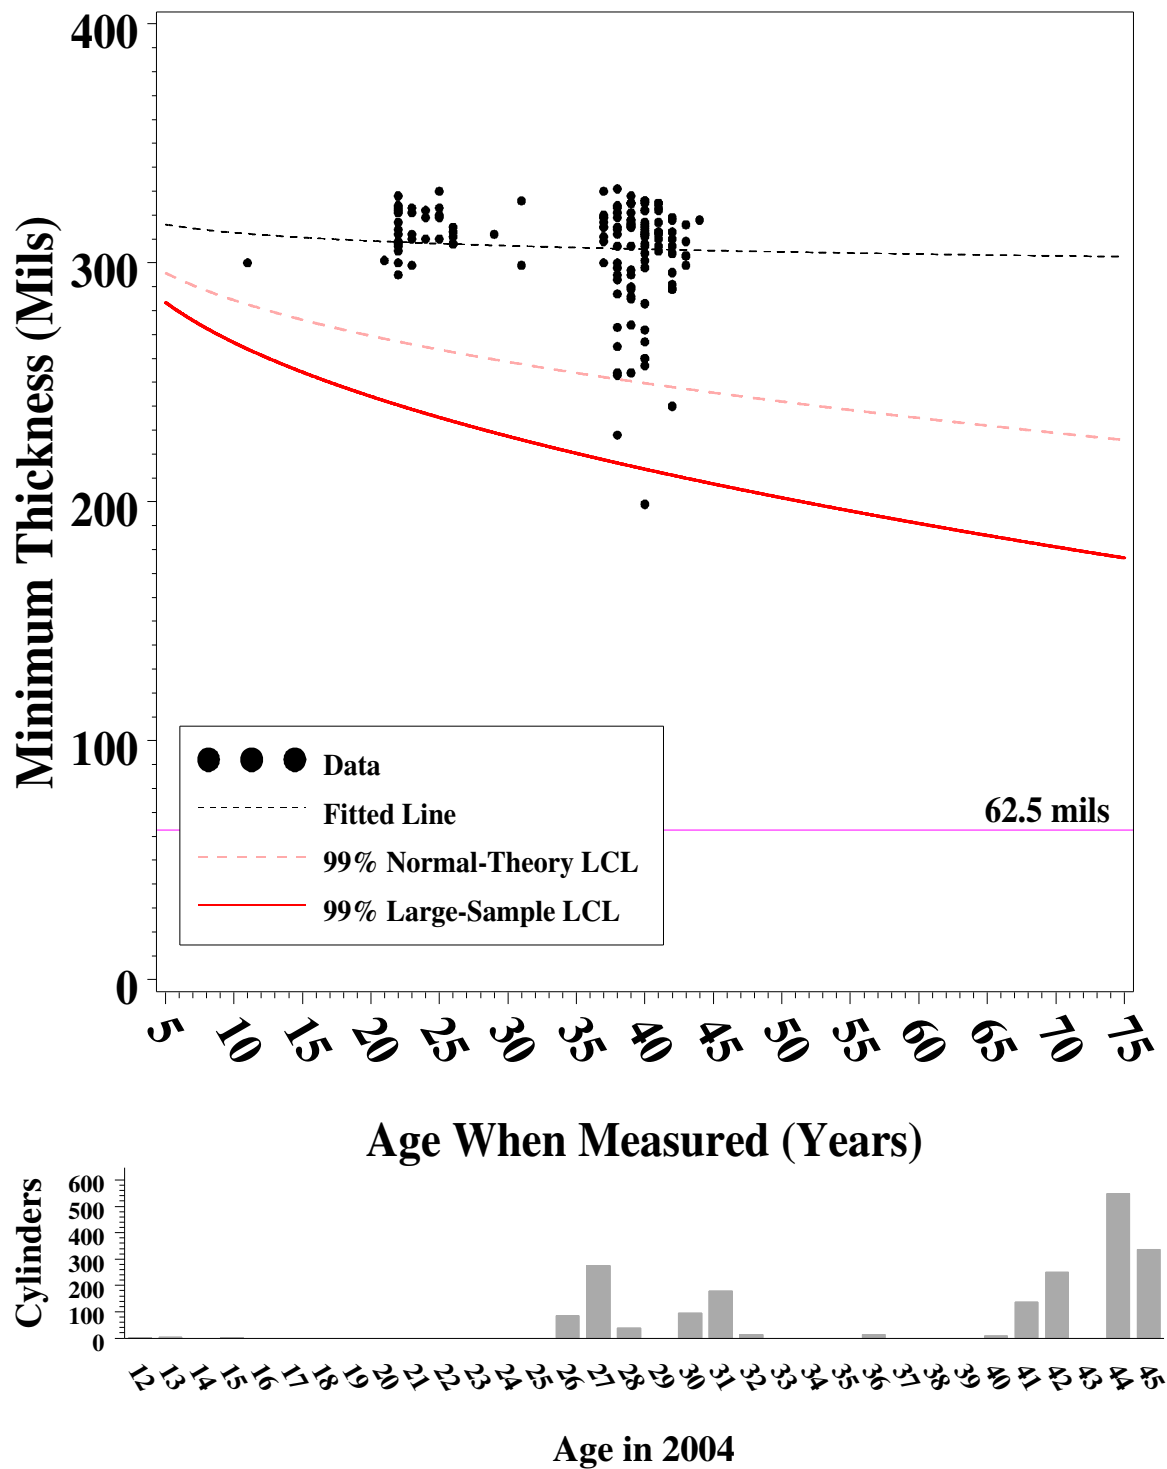 400
300
200
100
0
Minimum Thickness (Mils)
62.5 mils
Data
Fitted Line
99% Normal-Theory LCL
99% Large-Sample LCL
5 10 15 20 25 30 35 40 45 50 55 60 65 70 75
Age When Measured (Years)
600
500
400
300
200
100
0
Cylinders
12 13 14 15 16 17 18 19 20 21 22 23 24 25 26 27 28 29 30 31 32 33 34 35 36 37 38 39 40 41 42 43 44 45
Age in 2004